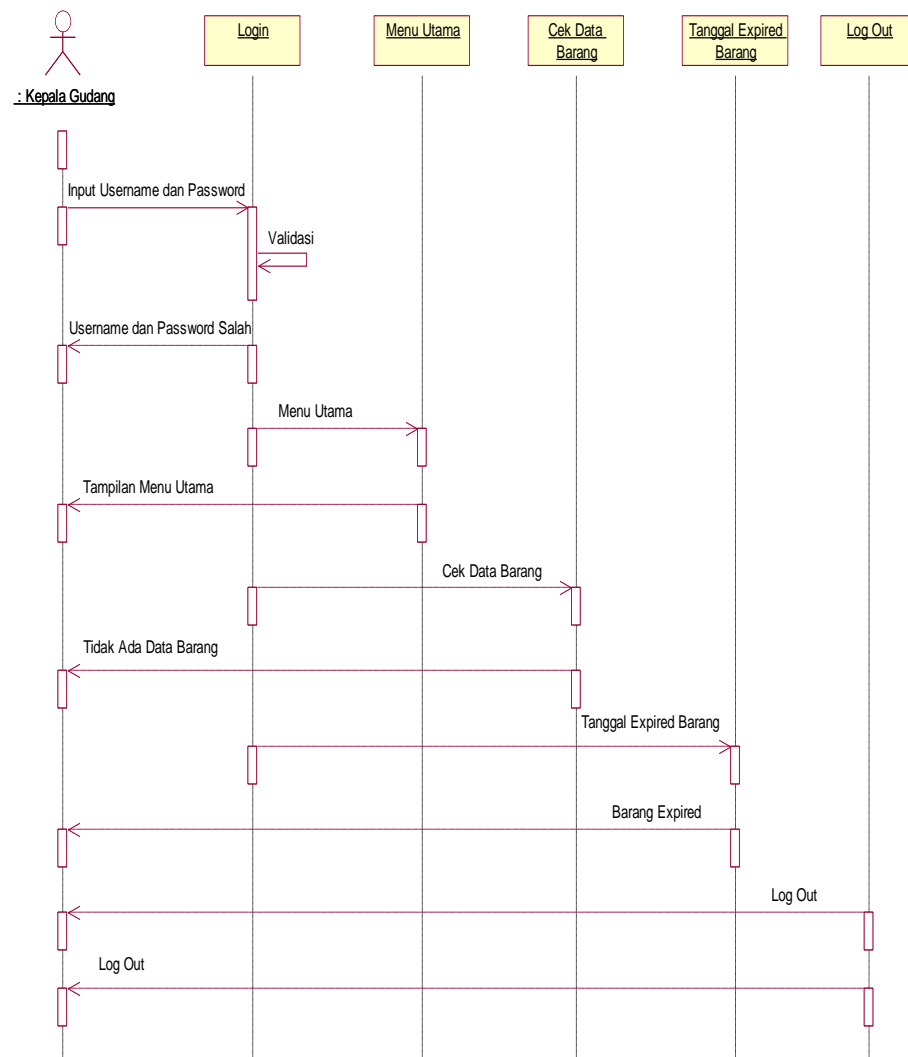 Login
Menu Utama
Cek Data
Barang
Tanggal Expired
Barang
Log Out
: Kepala Gudang
Input Username dan Password
Validasi
Username dan Password Salah
Menu Utama
Tampilan Menu Utama
Cek Data Barang
Tidak Ada Data Barang
Tanggal Expired Barang
Barang Expired
Log Out
Log Out